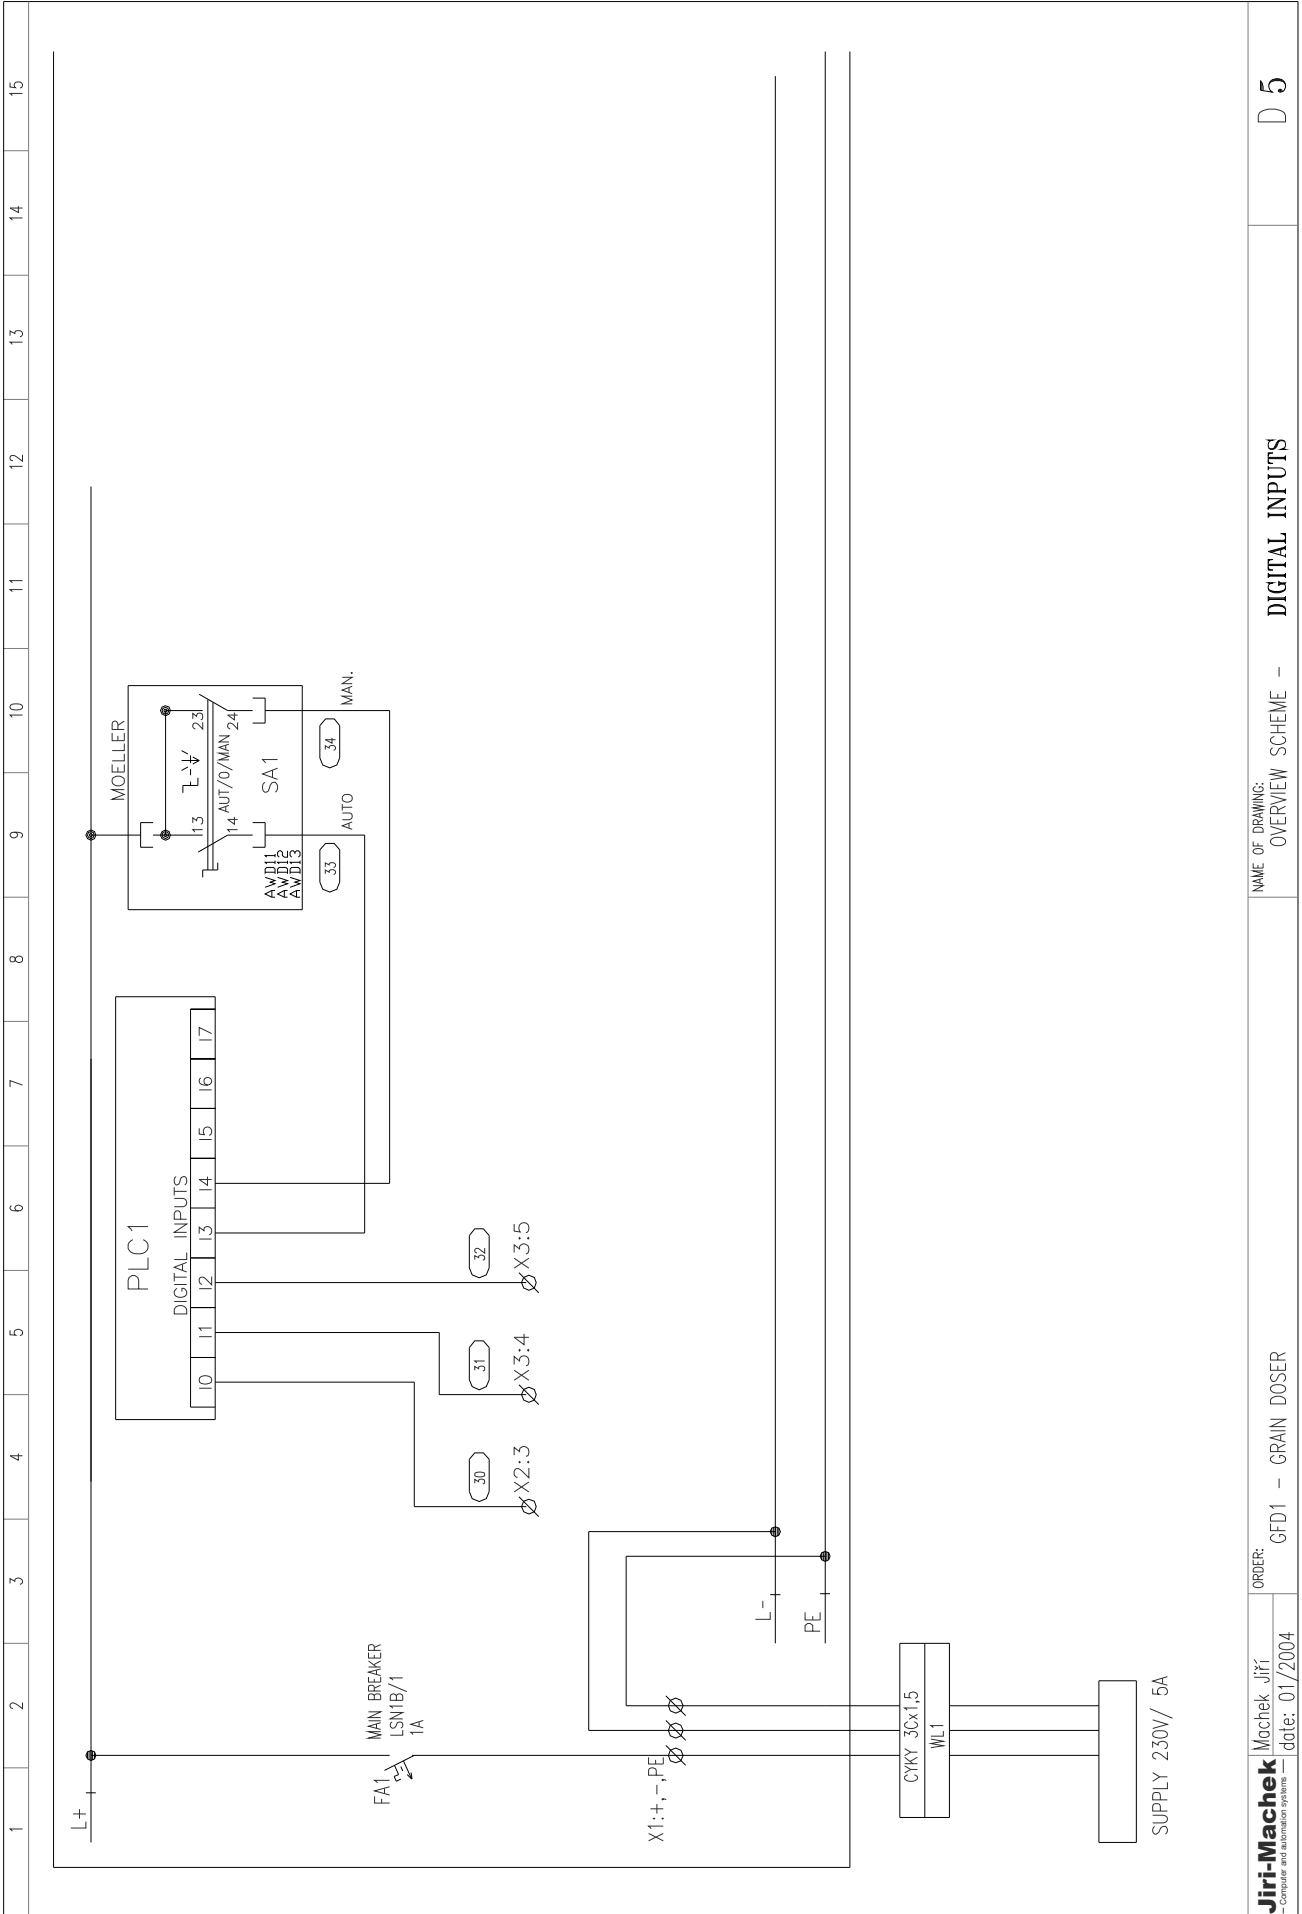 1 2 3 4 5 6 7 8 9 10 11 12 13 14 15
L+
PLC1
DIGITAL INPUTS
I0 I1 I2 I3 I4 I5 I6 I7
MOELLER
13
23
AUT/0/MAN
14
24
SA1
AWD11
AWD12
AWD13
33
AUTO
34
MAN.
30
X2:3
31
X3:4
32
X3:5
FA1
MAIN BREAKER
LSN1B/1
1A
X1:+,-,PE
L-
PE
CYKY 3Cx1,5
WL1
SUPPLY 230V/ 5A
Jiri-Machek
Computer and automation systems
Machek Jiří
date: 01/2004
ORDER:
GFD1 - GRAIN DOSER
NAME OF DRAWING:
OVERVIEW SCHEME - DIGITAL INPUTS
D 5